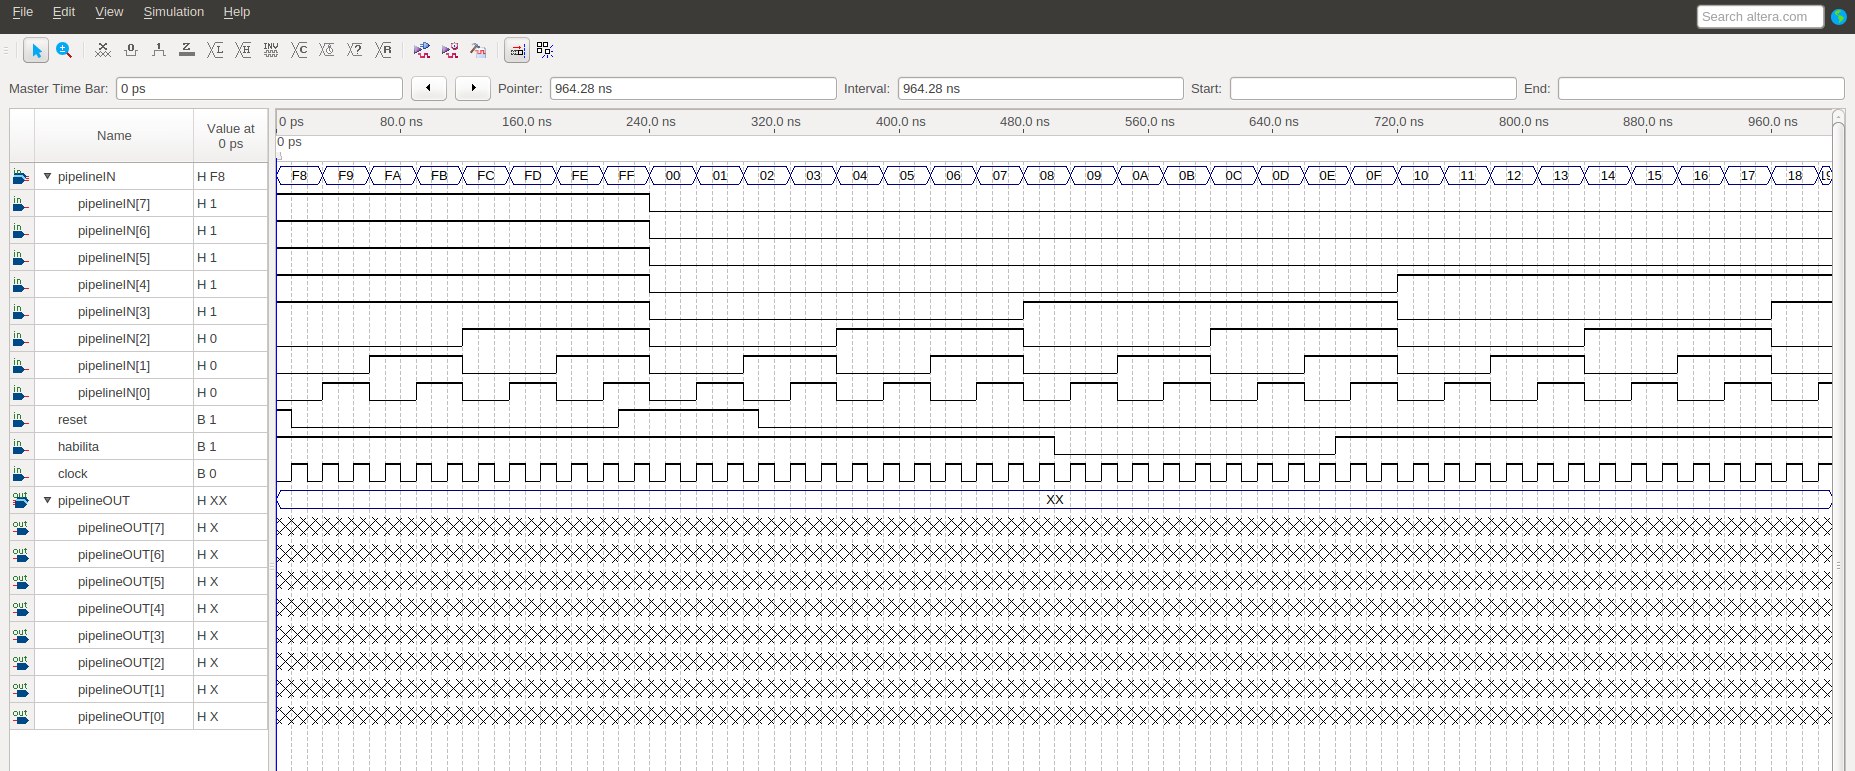 File Edit View Simulation Help
Search altera.com
Master Time Bar: 0 ps Pointer: 964.28 ns Interval: 964.28 ns Start: End:
Name Value at 0 ps
0 ps 80.0 ns 160.0 ns 240.0 ns 320.0 ns 400.0 ns 480.0 ns 560.0 ns 640.0 ns 720.0 ns 800.0 ns 880.0 ns 960.0 ns
0 ps
in pipelineIN H F8 F8 F9 FA FB FC FD FE FF 00 01 02 03 04 05 06 07 08 09 0A 0B 0C 0D 0E 0F 10 11 12 13 14 15 16 17 18 19
in pipelineIN[7] H 1
in pipelineIN[6] H 1
in pipelineIN[5] H 1
in pipelineIN[4] H 1
in pipelineIN[3] H 1
in pipelineIN[2] H 0
in pipelineIN[1] H 0
in pipelineIN[0] H 0
in reset B 1
in habilita B 1
in clock B 0
out pipelineOUT H XX XX
out pipelineOUT[7] H X
out pipelineOUT[6] H X
out pipelineOUT[5] H X
out pipelineOUT[4] H X
out pipelineOUT[3] H X
out pipelineOUT[2] H X
out pipelineOUT[1] H X
out pipelineOUT[0] H X